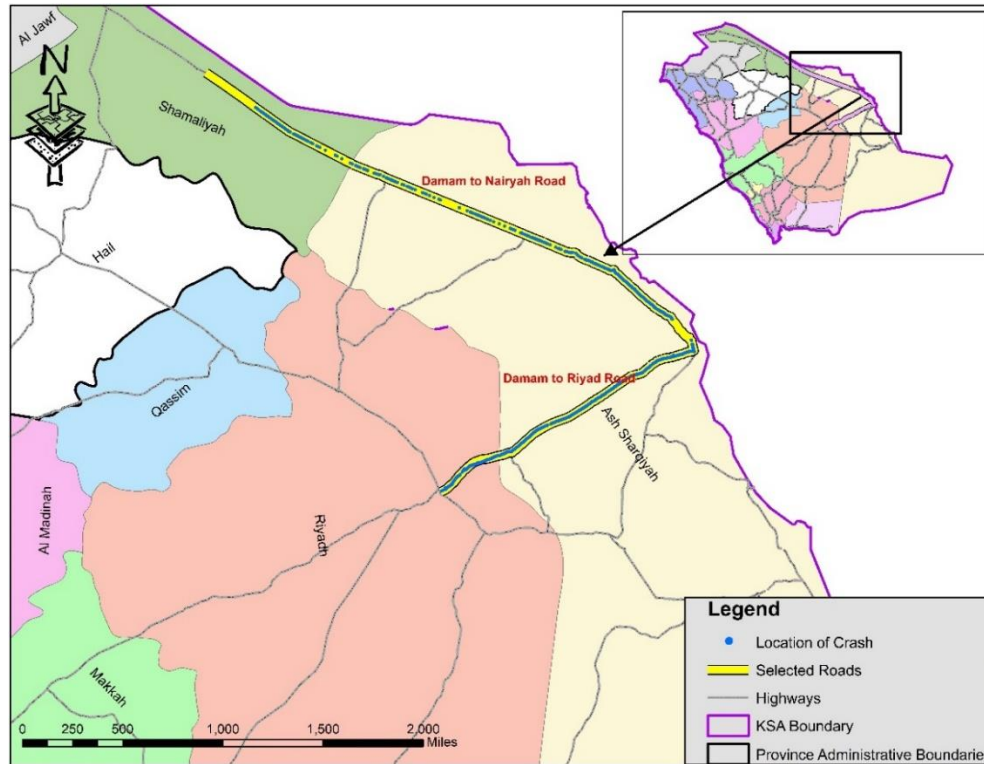 Al Jawf
N
Shamaliyah
Damam to Nairyah Road
Hail
Damam to Riyad Road
Qassim
Ash Sharqiyah
Al Madinah
Riyadh
Makkah
0 250 500 1,000 1,500 2,000
Miles
Legend
Location of Crash
Selected Roads
Highways
KSA Boundary
Province Administrative Boundarie